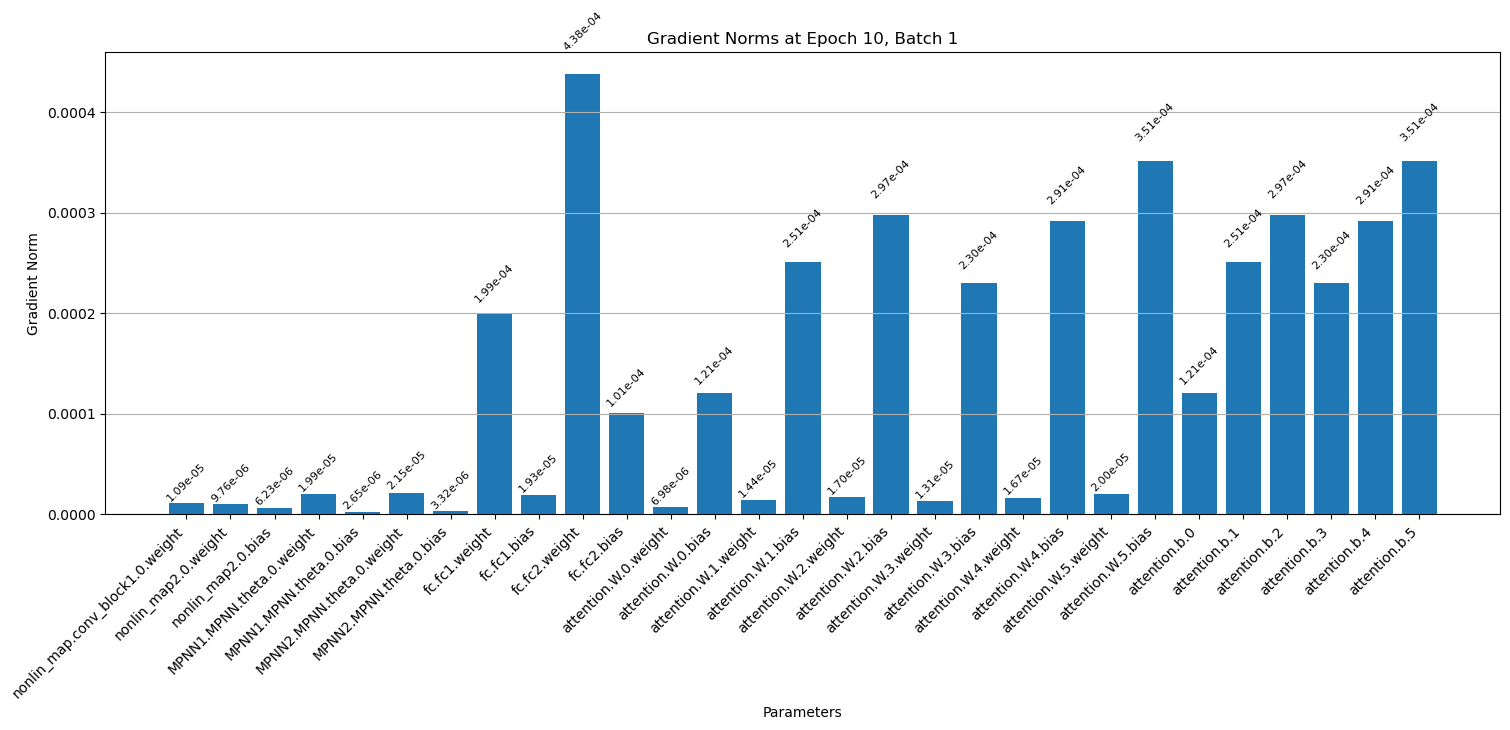 Gradient Norms at Epoch 10, Batch 1
Gradient Norm
0.0004
0.0003
0.0002
0.0001
0.0000
1.09e-05
9.76e-06
6.23e-06
1.99e-05
2.65e-06
2.15e-05
3.32e-06
1.99e-04
1.93e-05
4.38e-04
1.01e-04
6.98e-06
1.21e-04
1.44e-05
2.51e-04
1.70e-05
2.97e-04
1.31e-05
2.30e-04
1.67e-05
2.91e-04
2.00e-05
3.51e-04
1.21e-04
2.51e-04
2.97e-04
2.30e-04
2.91e-04
3.51e-04
nonlin_map.conv_block1.0.weight
nonlin_map2.0.weight
nonlin_map2.0.bias
MPNN1.MPNN.theta.0.weight
MPNN1.MPNN.theta.0.bias
MPNN2.MPNN.theta.0.weight
MPNN2.MPNN.theta.0.bias
fc.fc1.weight
fc.fc1.bias
fc.fc2.weight
fc.fc2.bias
attention.W.0.weight
attention.W.0.bias
attention.W.1.weight
attention.W.1.bias
attention.W.2.weight
attention.W.2.bias
attention.W.3.weight
attention.W.3.bias
attention.W.4.weight
attention.W.4.bias
attention.W.5.weight
attention.W.5.bias
attention.b.0
attention.b.1
attention.b.2
attention.b.3
attention.b.4
attention.b.5
Parameters